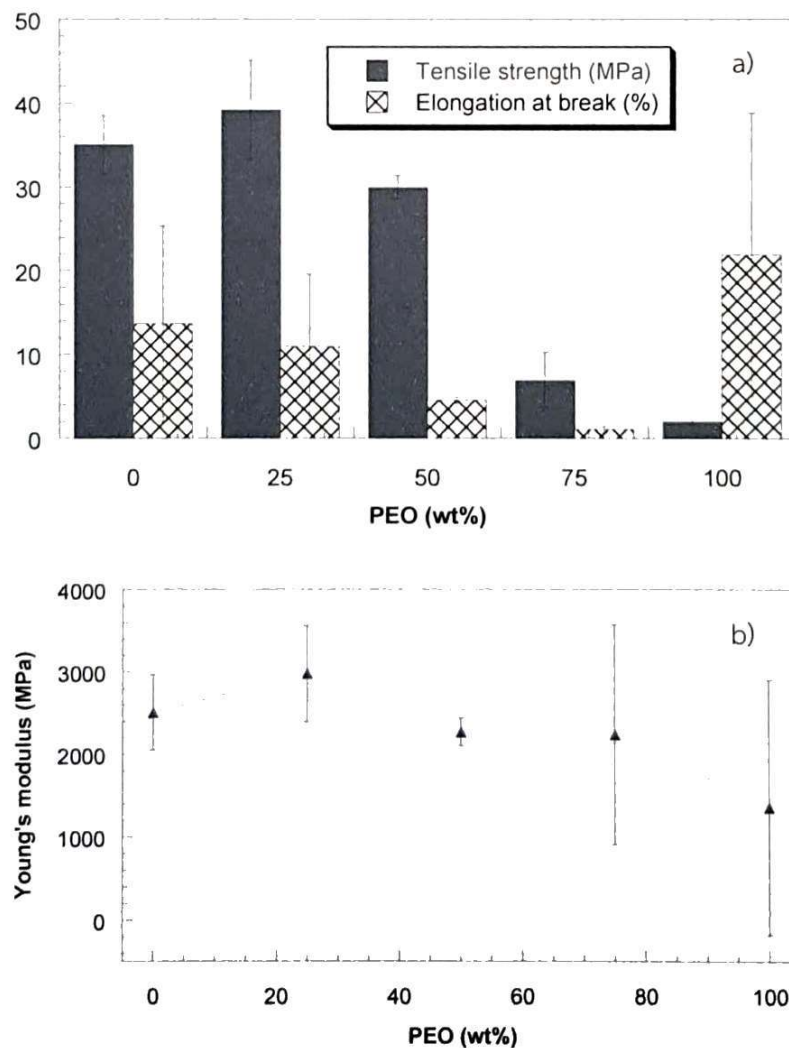 50
40
30
20
10
0
Tensile strength (MPa)
Elongation at break (%)
a)
0 25 50 75 100
PEO (wt%)
4000
3000
2000
1000
0
Young's modulus (MPa)
b)
0 20 40 60 80 100
PEO (wt%)